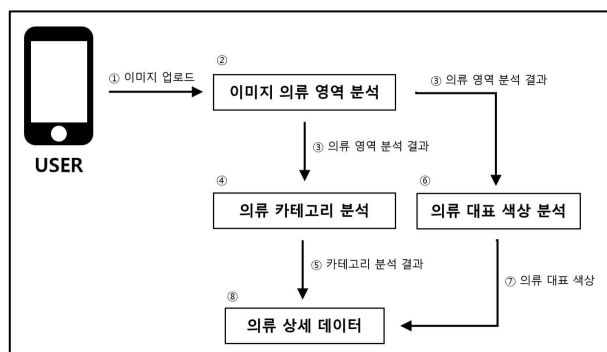 ① 이미지 업로드
②
이미지 의류 영역 분석
③ 의류 영역 분석 결과
USER
③ 의류 영역 분석 결과
④
의류 카테고리 분석
⑥
의류 대표 색상 분석
⑤ 카테고리 분석 결과
⑦ 의류 대표 색상
⑧
의류 상세 데이터